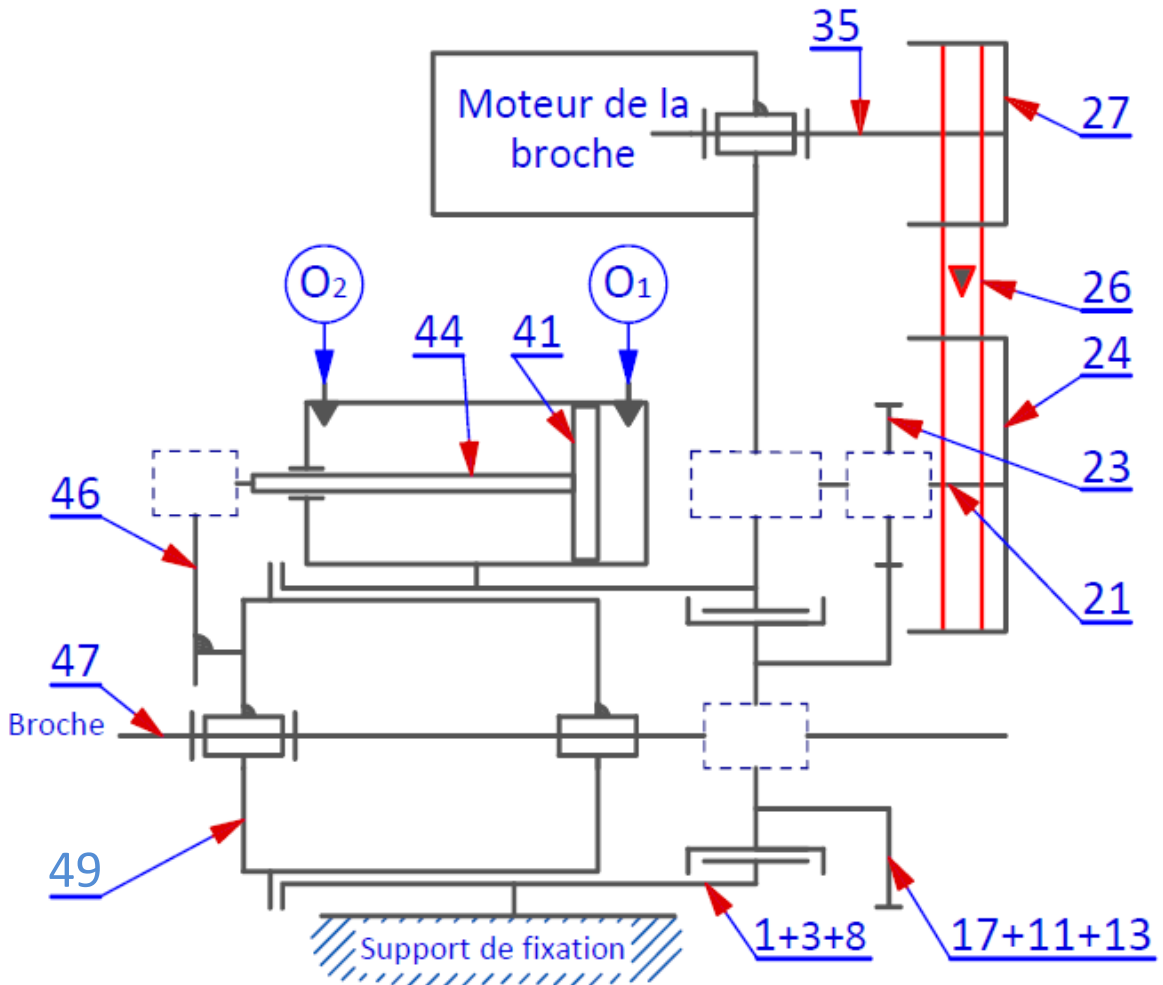 35
Moteur de la
broche
27
O2
O1
26
44
41
24
46
23
21
47
Broche
49
1+3+8
17+11+13
Support de fixation